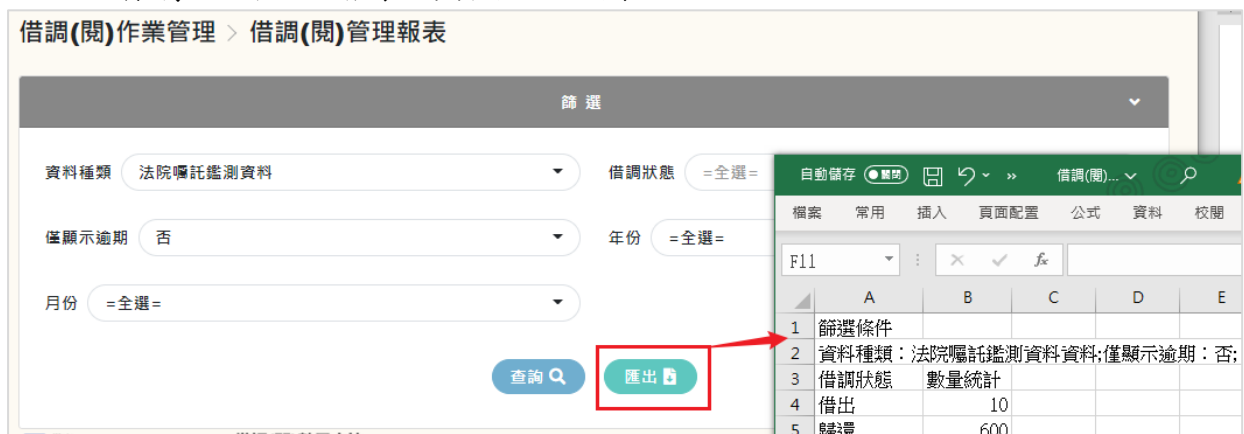 借調(閱)作業管理 > 借調(閱)管理報表
篩 選
資料種類 法院囑託鑑測資料
借調狀態 =全選=
僅顯示逾期 否
年份 =全選=
月份 =全選=
查詢 匯出
自動儲存 關閉 借調(閱)...
檔案 常用 插入 頁面配置 公式 資料 校閱
F11 fx
A B C D E
1 篩選條件
2 資料種類：法院囑託鑑測資料資料;僅顯示逾期：否;
3 借調狀態 數量統計
4 借出 10
5 歸還 600